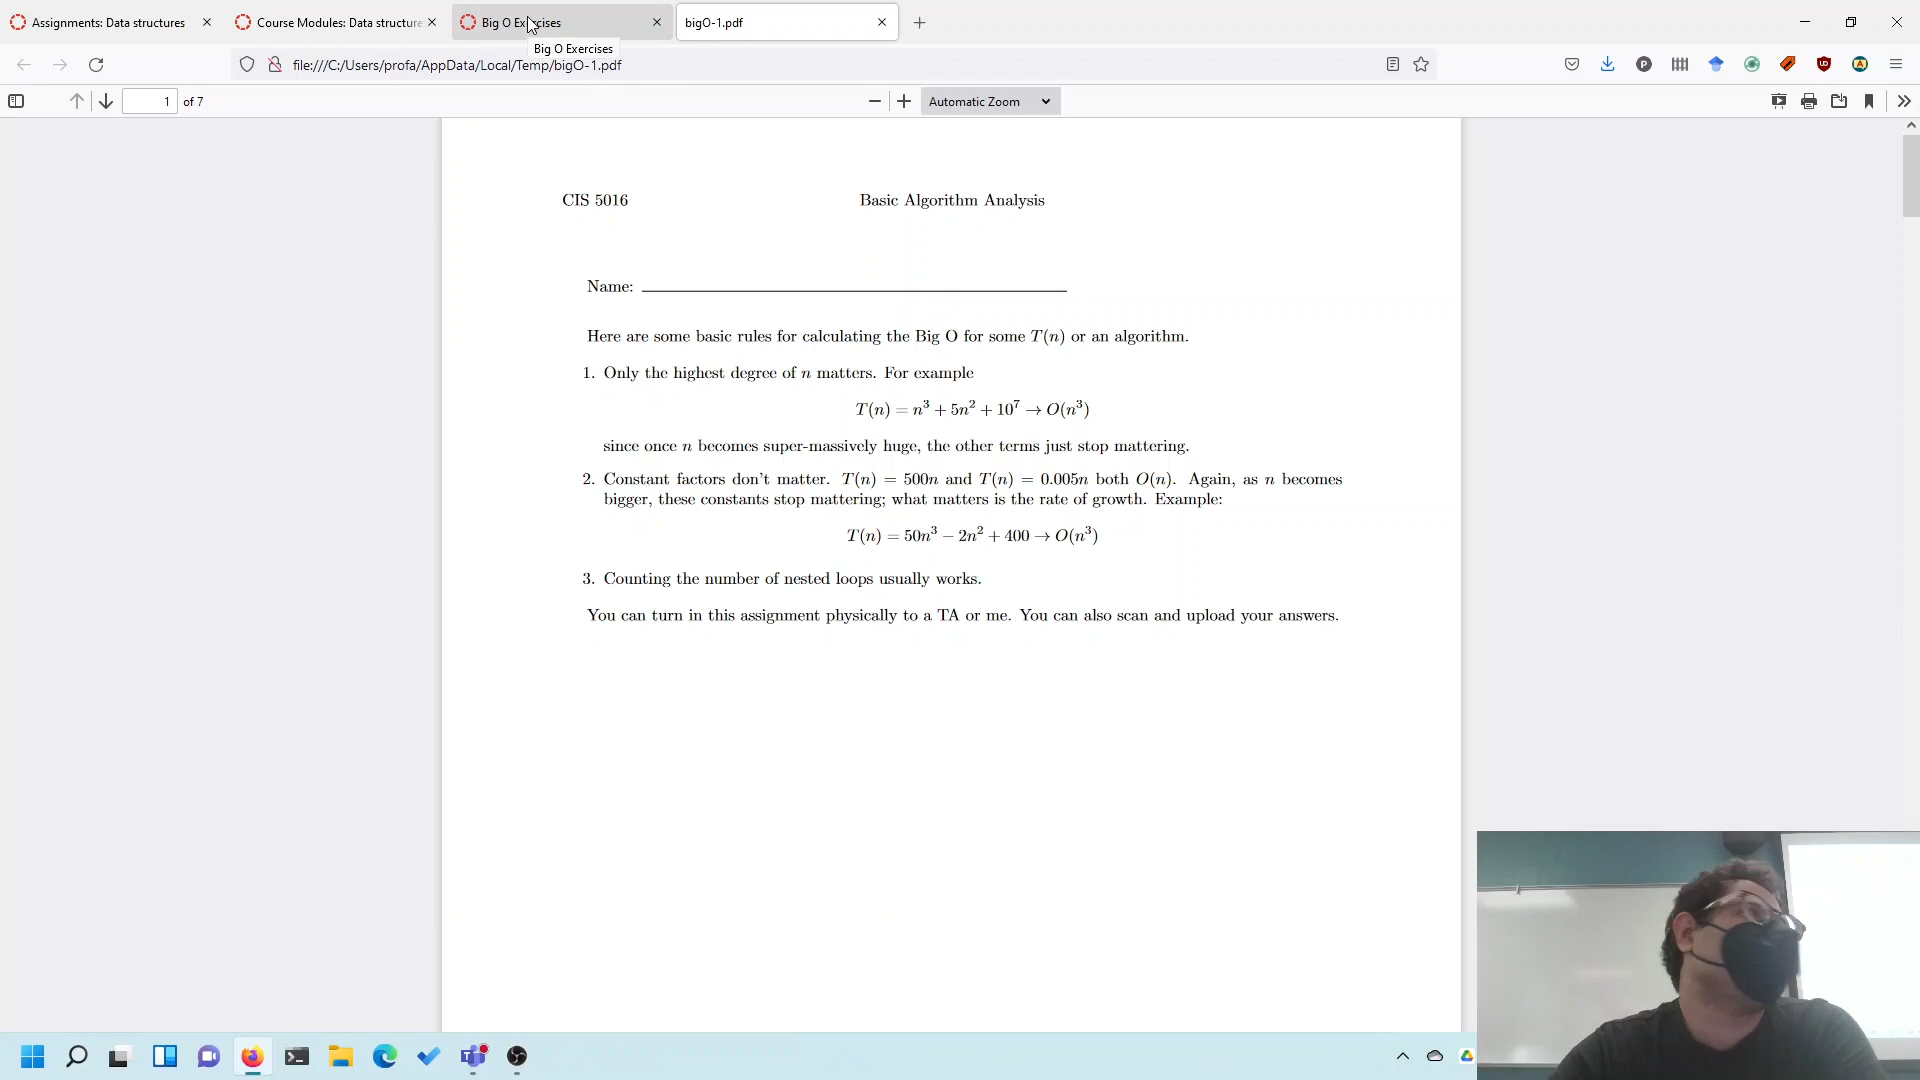 Assignments: Data structures
Course Modules: Data structure
Big O Exercises
bigO-1.pdf
Big O Exercises
file:///C:/Users/profa/AppData/Local/Temp/bigO-1.pdf
1 of 7
Automatic Zoom
CIS 5016
Basic Algorithm Analysis
Name:
Here are some basic rules for calculating the Big O for some T(n) or an algorithm.
1. Only the highest degree of n matters. For example
T(n) = n³ + 5n² + 10⁷ → O(n³)
since once n becomes super-massively huge, the other terms just stop mattering.
2. Constant factors don't matter. T(n) = 500n and T(n) = 0.005n both O(n). Again, as n becomes
bigger, these constants stop mattering; what matters is the rate of growth. Example:
T(n) = 50n³ − 2n² + 400 → O(n³)
3. Counting the number of nested loops usually works.
You can turn in this assignment physically to a TA or me. You can also scan and upload your answers.